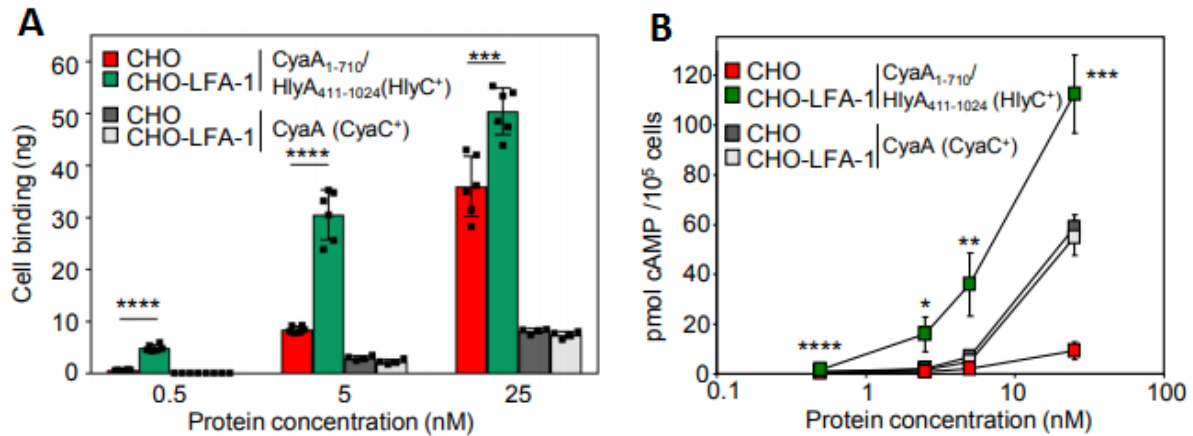 A
CHO
CHO-LFA-1
CyaA1-710/
HlyA411-1024(HlyC+)
CHO
CHO-LFA-1
CyaA (CyaC+)
****
****
***
60
50
40
30
20
10
0
Cell binding (ng)
0.5
5
25
Protein concentration (nM)
B
CHO
CHO-LFA-1
CyaA1-710/
HlyA411-1024 (HlyC+)
CHO
CHO-LFA-1
CyaA (CyaC+)
***
**
*
****
120
100
80
60
40
20
0
pmol cAMP /10⁵ cells
0.1
1
10
100
Protein concentration (nM)